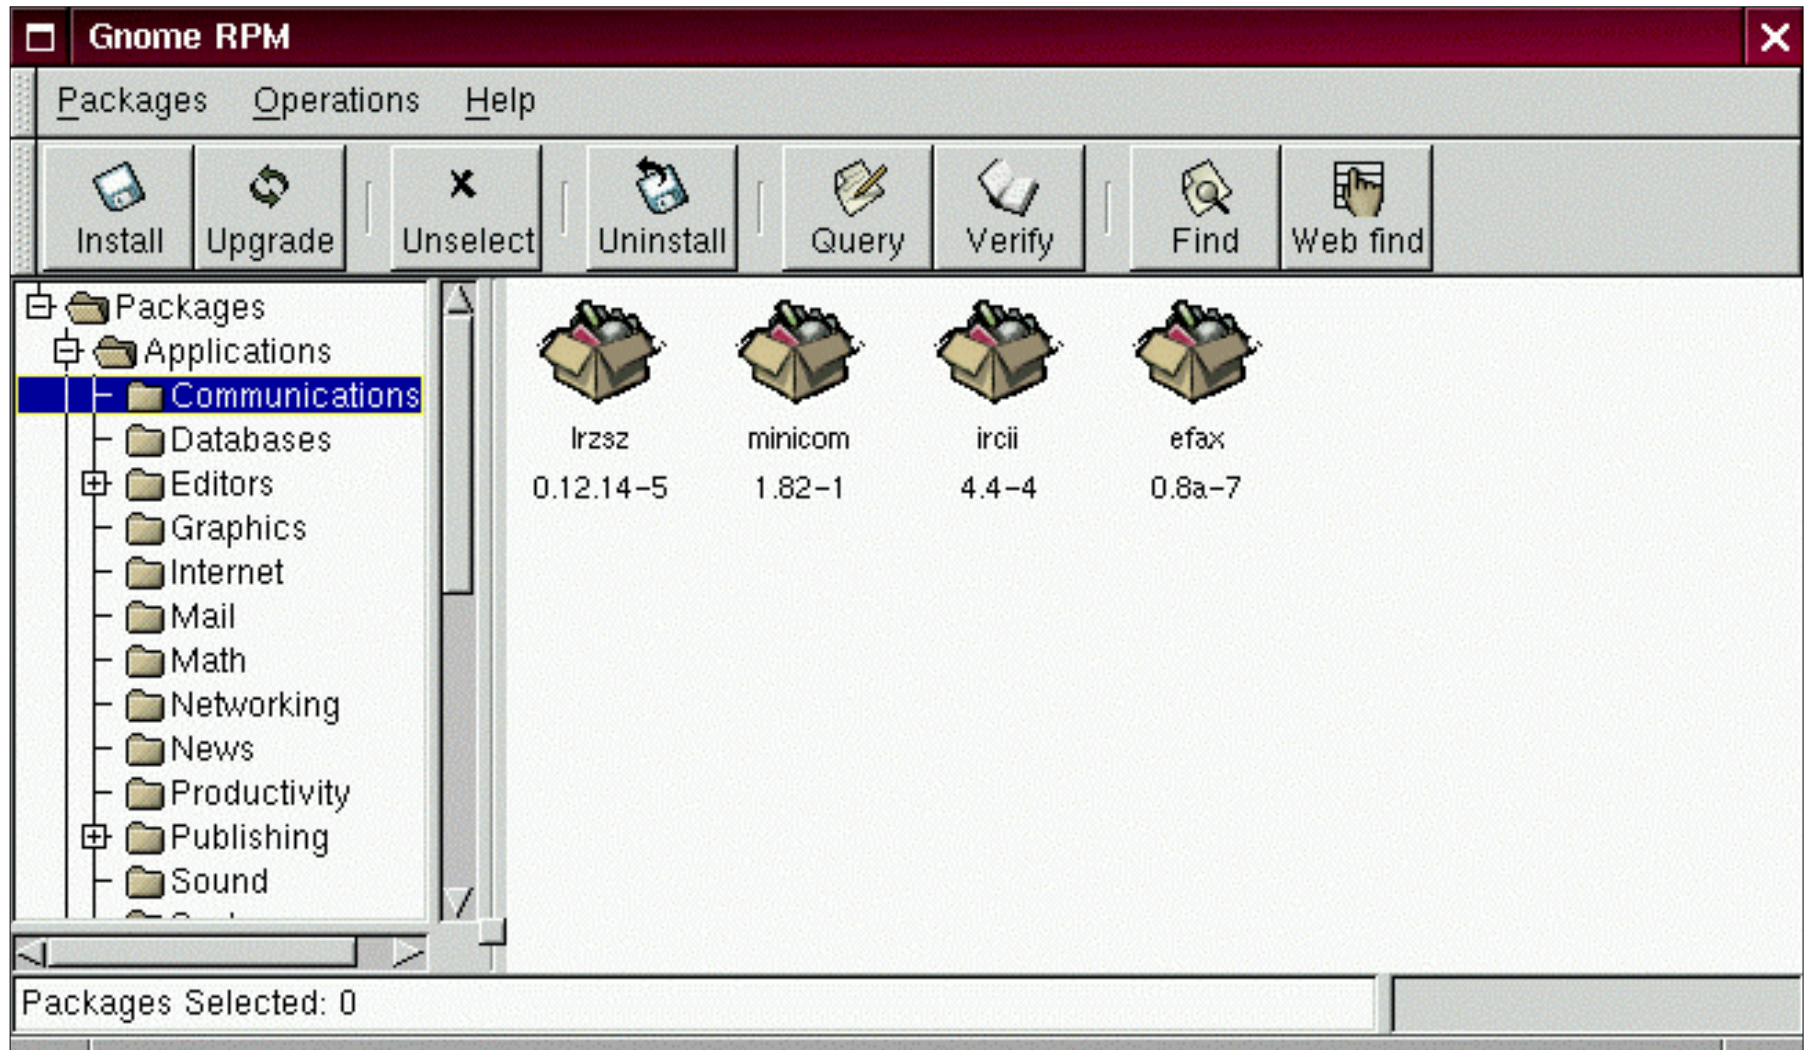 Gnome RPM
Packages Operations Help
Install Upgrade Unselect Uninstall Query Verify Find Web find
Packages
Applications
Communications
Databases
Editors
Graphics
Internet
Mail
Math
Networking
News
Productivity
Publishing
Sound
lrzsz minicom ircii efax
0.12.14-5 1.82-1 4.4-4 0.8a-7
Packages Selected: 0